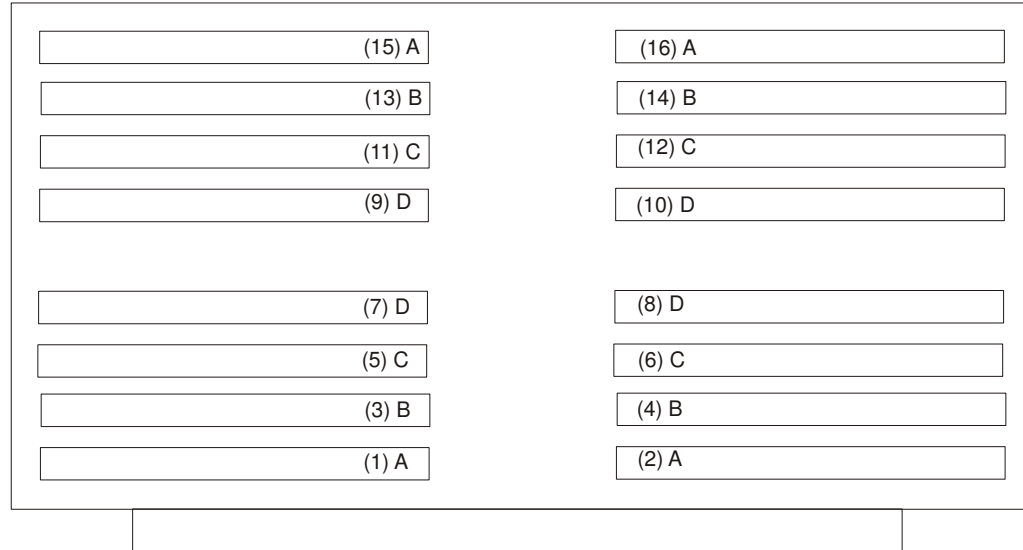 (15) A (16) A
(13) B (14) B
(11) C (12) C
(9) D (10) D
(7) D (8) D
(5) C (6) C
(3) B (4) B
(1) A (2) A